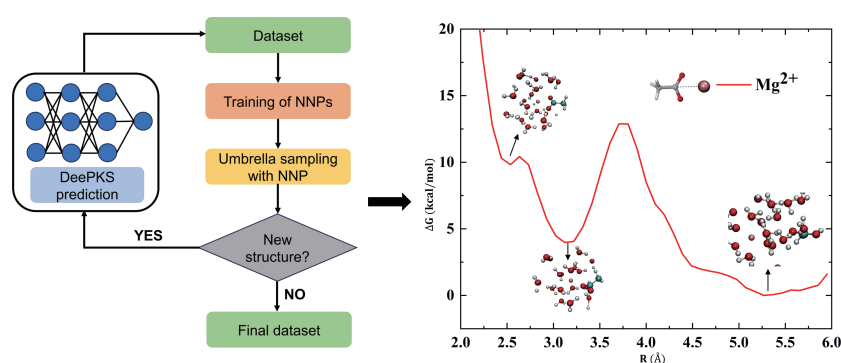 Dataset
Training of NNPs
Umbrella sampling
with NNP
DeePKS
prediction
New
structure?
YES
NO
Final dataset
20
15
10
5
0
ΔG (kcal/mol)
Mg²⁺
2.0 2.5 3.0 3.5 4.0 4.5 5.0 5.5 6.0
R (Å)